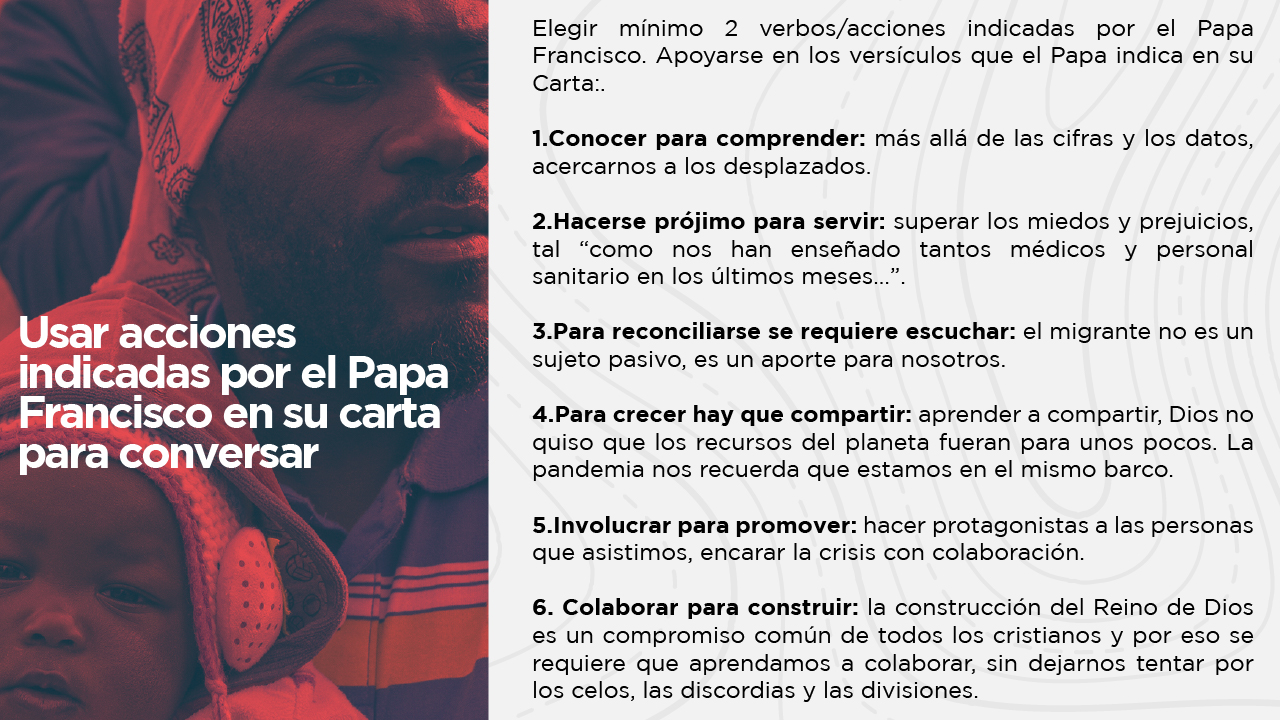 Usar acciones
indicadas por el Papa
Francisco en su carta
para conversar
Elegir mínimo 2 verbos/acciones indicadas por el Papa
Francisco. Apoyarse en los versículos que el Papa indica en su
Carta:.
1.Conocer para comprender: más allá de las cifras y los datos,
acercarnos a los desplazados.
2.Hacerse prójimo para servir: superar los miedos y prejuicios,
tal “como nos han enseñado tantos médicos y personal
sanitario en los últimos meses...”.
3.Para reconciliarse se requiere escuchar: el migrante no es un
sujeto pasivo, es un aporte para nosotros.
4.Para crecer hay que compartir: aprender a compartir, Dios no
quiso que los recursos del planeta fueran para unos pocos. La
pandemia nos recuerda que estamos en el mismo barco.
5.Involucrar para promover: hacer protagonistas a las personas
que asistimos, encarar la crisis con colaboración.
6. Colaborar para construir: la construcción del Reino de Dios
es un compromiso común de todos los cristianos y por eso se
requiere que aprendamos a colaborar, sin dejarnos tentar por
los celos, las discordias y las divisiones.